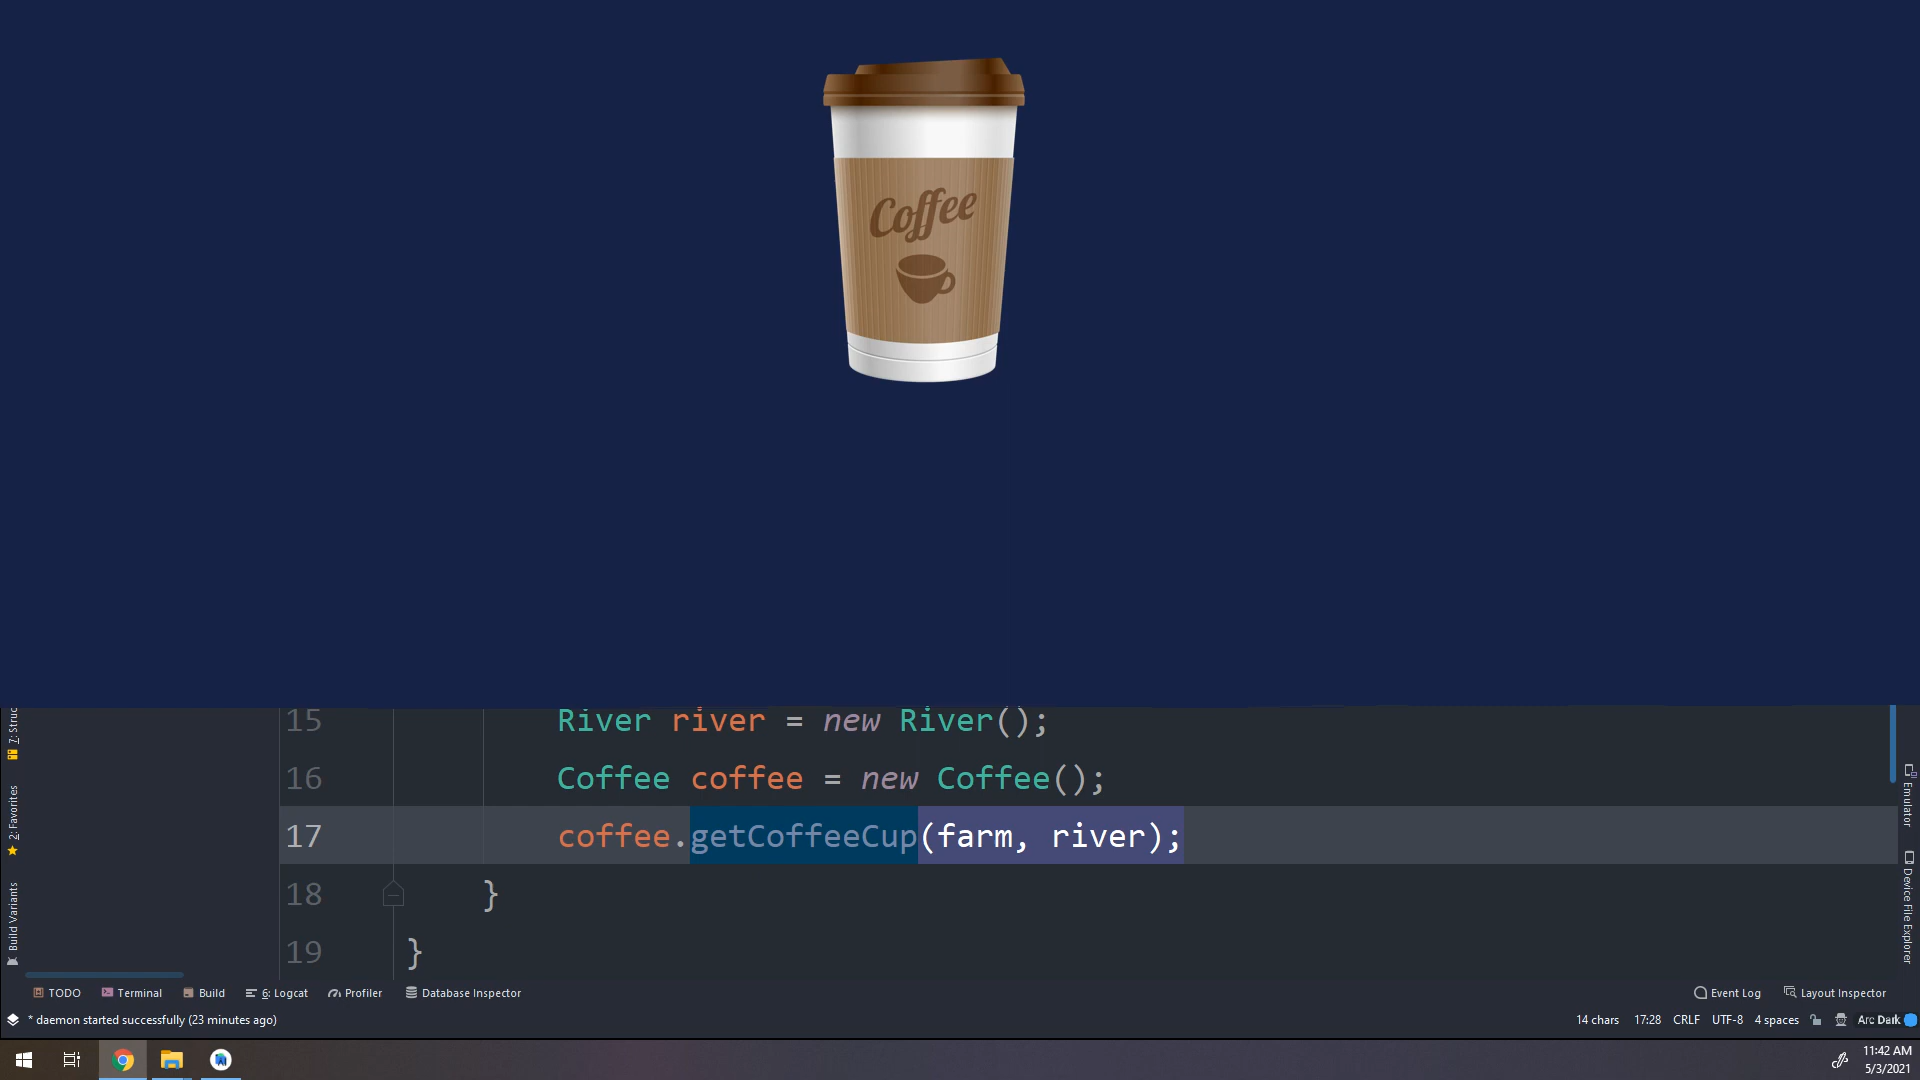 Coffee
15 River river = new River();
16 Coffee coffee = new Coffee();
17 coffee.getCoffeeCup(farm, river);
18 }
19 }
7: Struc
2: Favorites
Build Variants
Emulator
Device File Explorer
TODO Terminal Build 6: Logcat Profiler Database Inspector Event Log Layout Inspector
* daemon started successfully (23 minutes ago) 14 chars 17:28 CRLF UTF-8 4 spaces Arc Dark
11:42 AM
5/3/2021